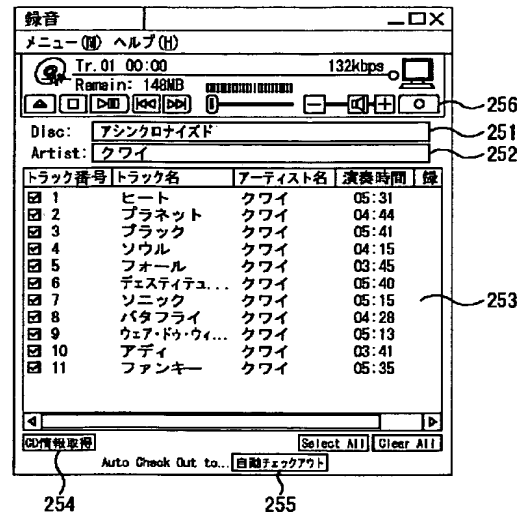 録音
メニュー(M) ヘルプ(H)
Tr.01 00:00 132kbps
Remain: 148MB
256
Disc: アシンクロナイズド 251
Artist: クワイ 252
トラック番号 トラック名 アーティスト名 演奏時間 録
1 ヒート クワイ 05:31
2 プラネット クワイ 04:44
3 ブラック クワイ 05:41
4 ソウル クワイ 04:15
5 フォール クワイ 03:45
6 デェスティテュ... クワイ 05:40
7 ソニック クワイ 05:15 253
8 バタフライ クワイ 04:28
9 ウェア・ドゥ・ウィ... クワイ 05:13
10 アディ クワイ 03:41
11 ファンキー クワイ 05:35
CD情報取得 Select All Clear All
Auto Check Out to... 自動チェックアウト
254 255